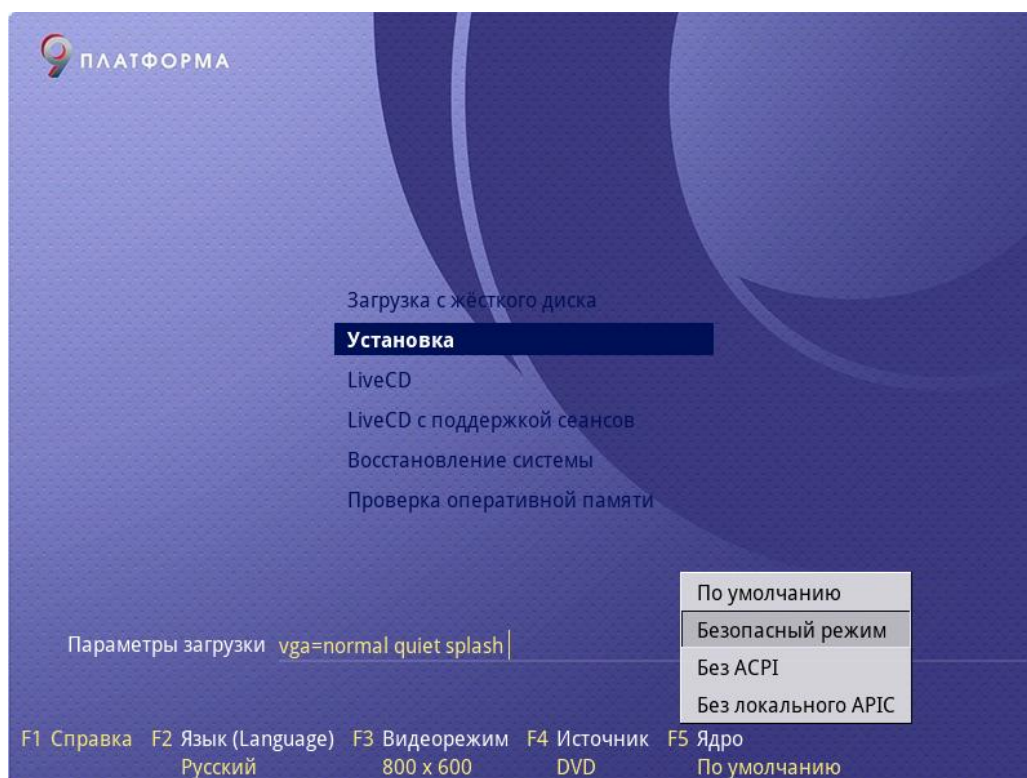 9 ПЛАТФОРМА
Загрузка с жёсткого диска
Установка
LiveCD
LiveCD с поддержкой сеансов
Восстановление системы
Проверка оперативной памяти
По умолчанию
Безопасный режим
Без ACPI
Без локального APIC
Параметры загрузки vga=normal quiet splash
F1 Справка F2 Язык (Language) F3 Видеорежим F4 Источник F5 Ядро
Русский 800 x 600 DVD По умолчанию